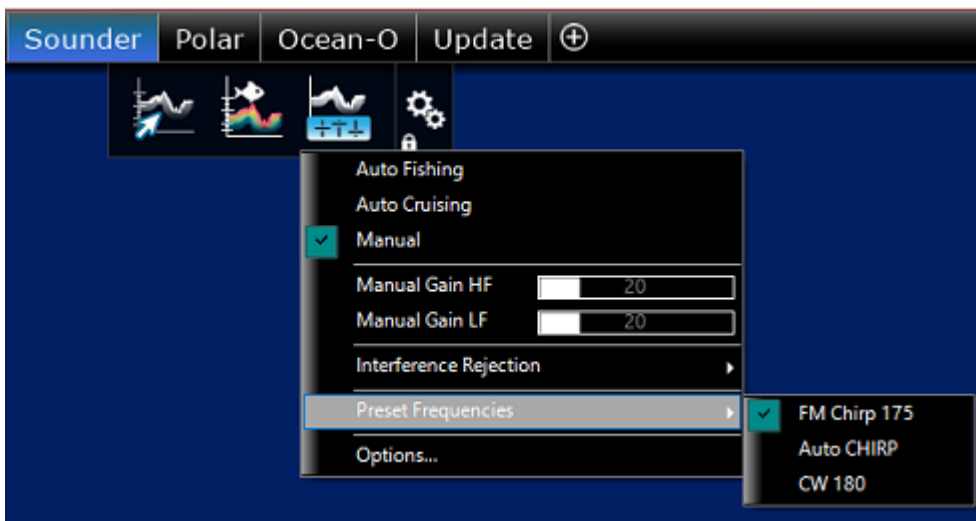 Sounder Polar Ocean-O Update
Auto Fishing
Auto Cruising
Manual
Manual Gain HF 20
Manual Gain LF 20
Interference Rejection
Preset Frequencies
Options...
FM Chirp 175
Auto CHIRP
CW 180